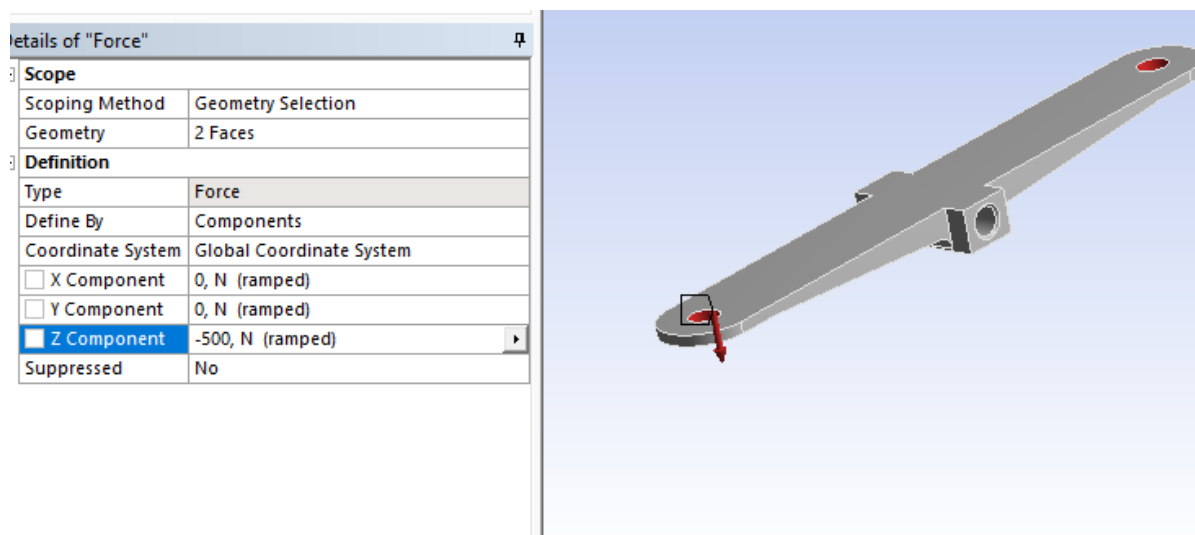 Details of "Force"
Scope
Scoping Method Geometry Selection
Geometry 2 Faces
Definition
Type Force
Define By Components
Coordinate System Global Coordinate System
X Component 0, N (ramped)
Y Component 0, N (ramped)
Z Component -500, N (ramped)
Suppressed No